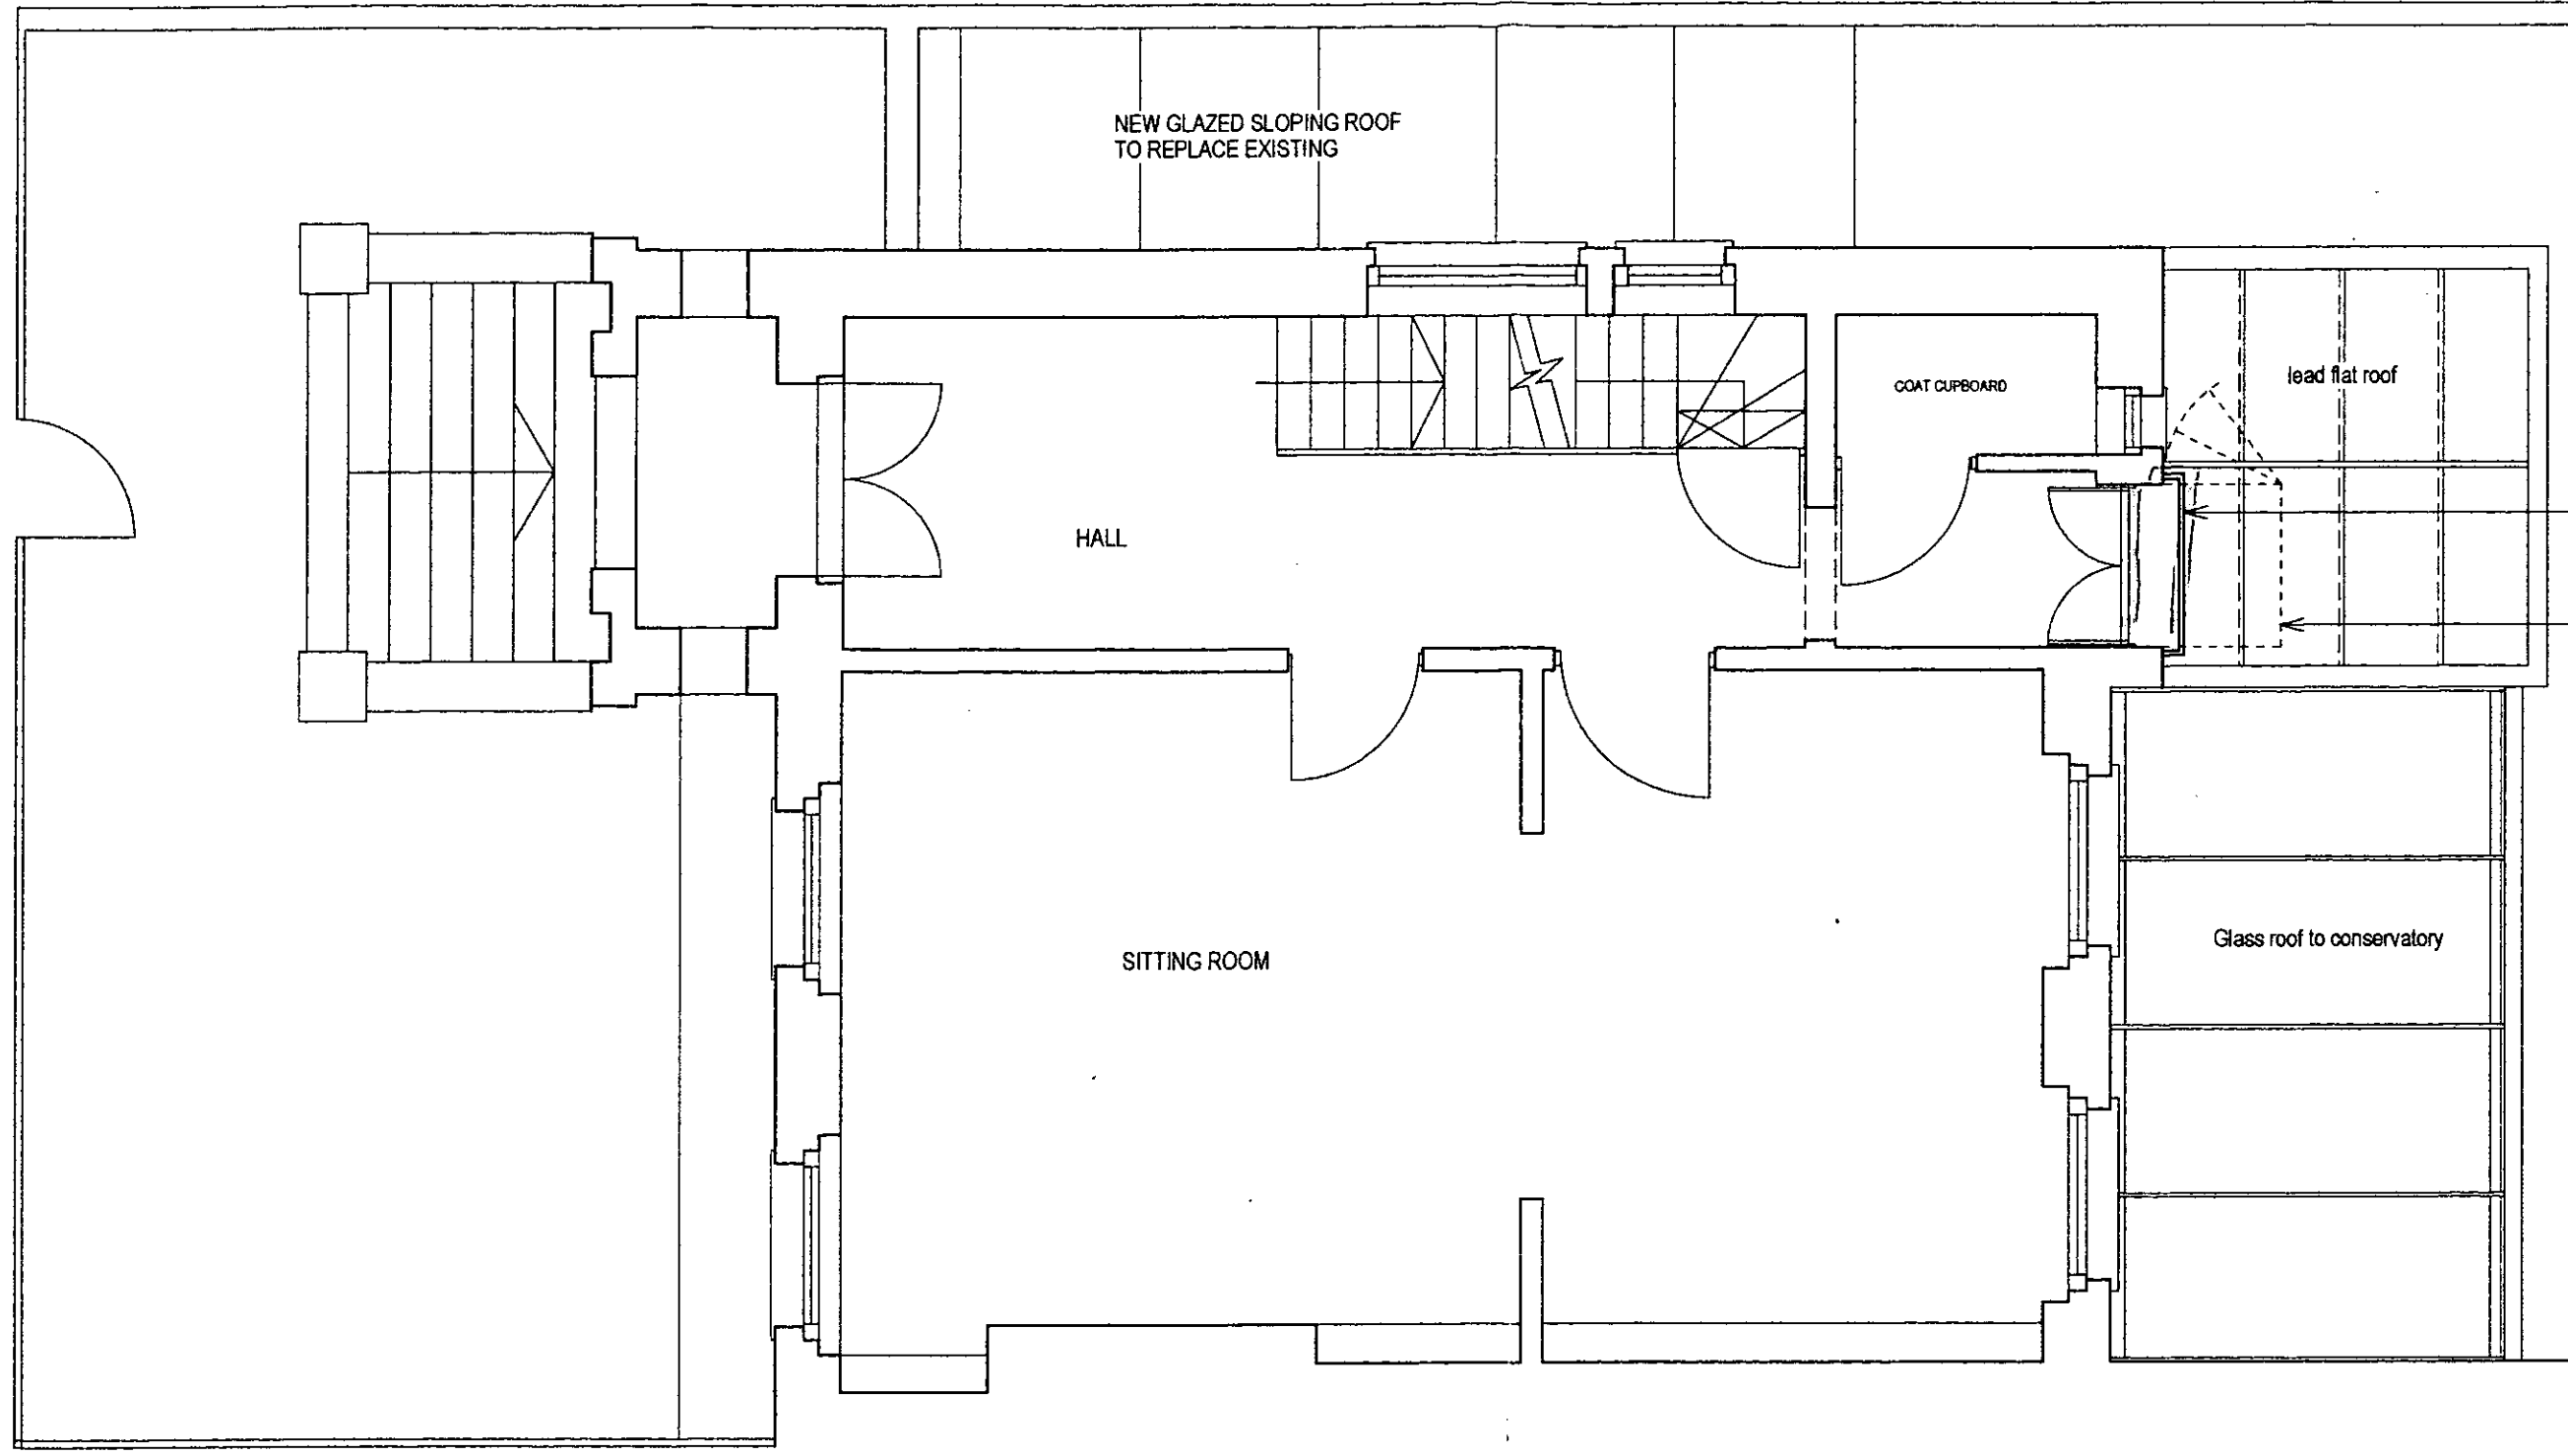 NEW GLAZED SLOPING ROOF
TO REPLACE EXISTING
COAT CUPBOARD
lead flat roof
HALL
Glass roof to conservatory
SITTING ROOM